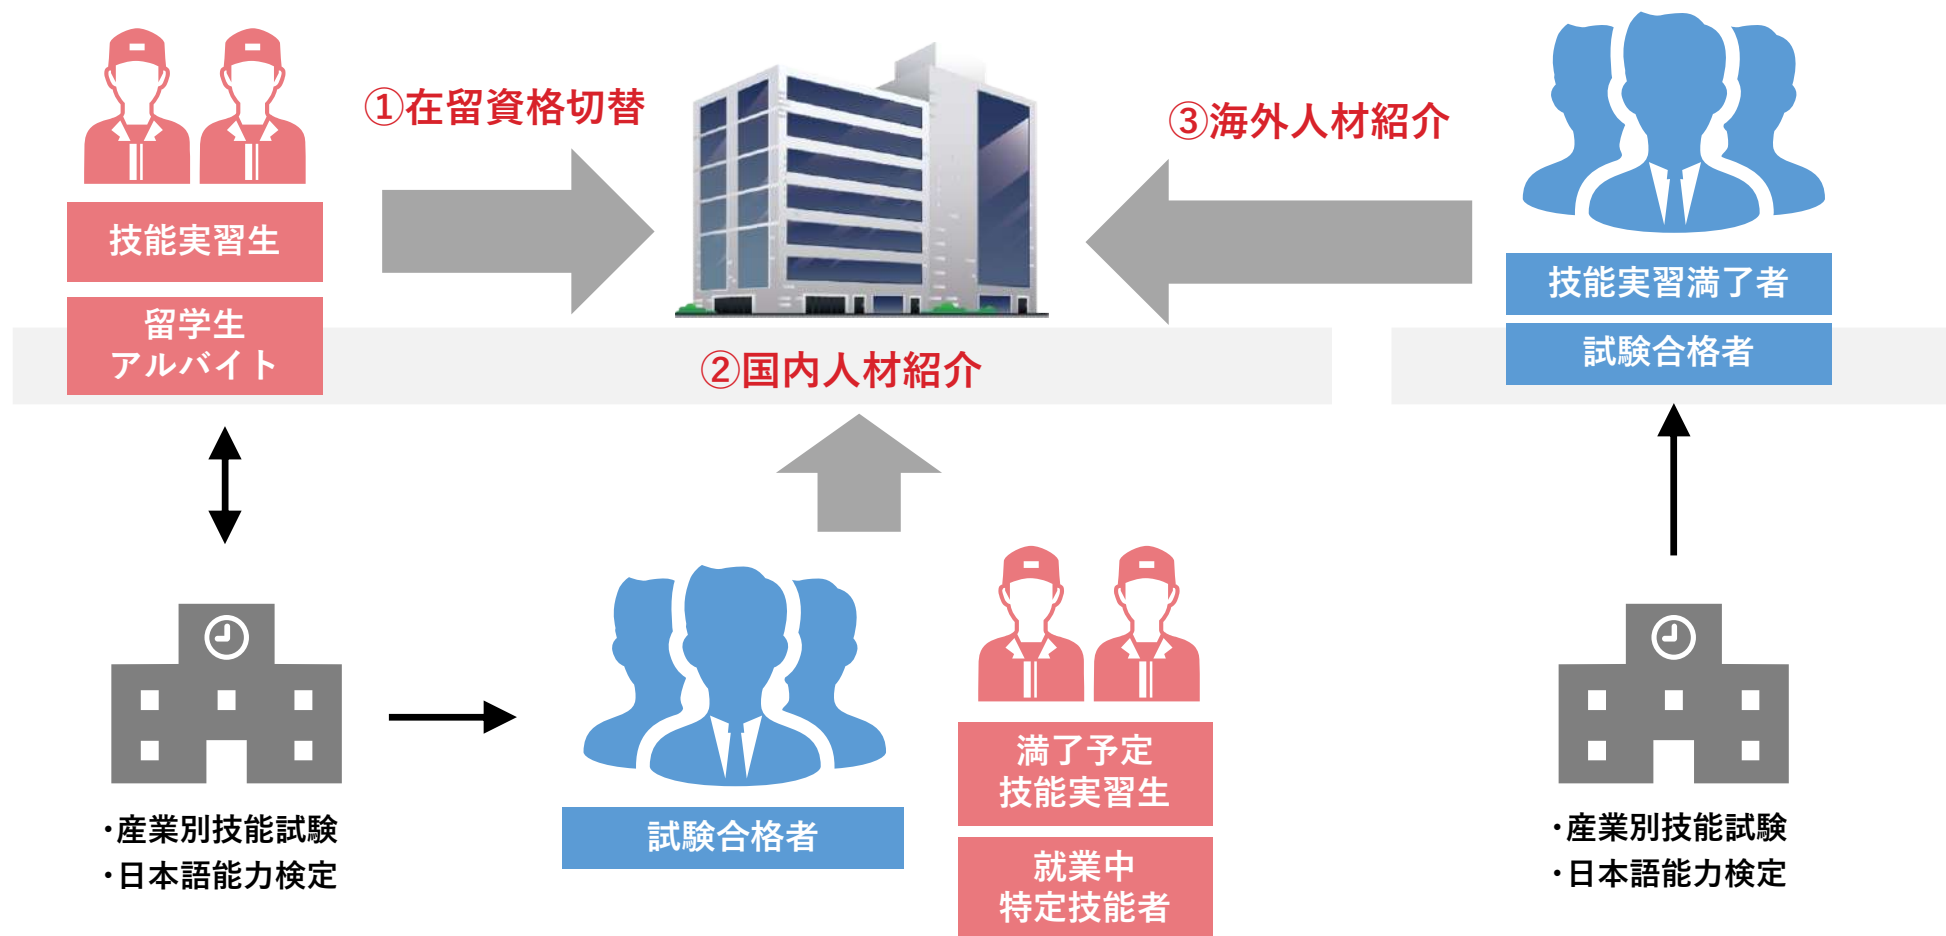 ①在留資格切替
③海外人材紹介
技能実習生
留学生
アルバイト
②国内人材紹介
技能実習満了者
試験合格者
・産業別技能試験
・日本語能力検定
試験合格者
満了予定
技能実習生
就業中
特定技能者
・産業別技能試験
・日本語能力検定